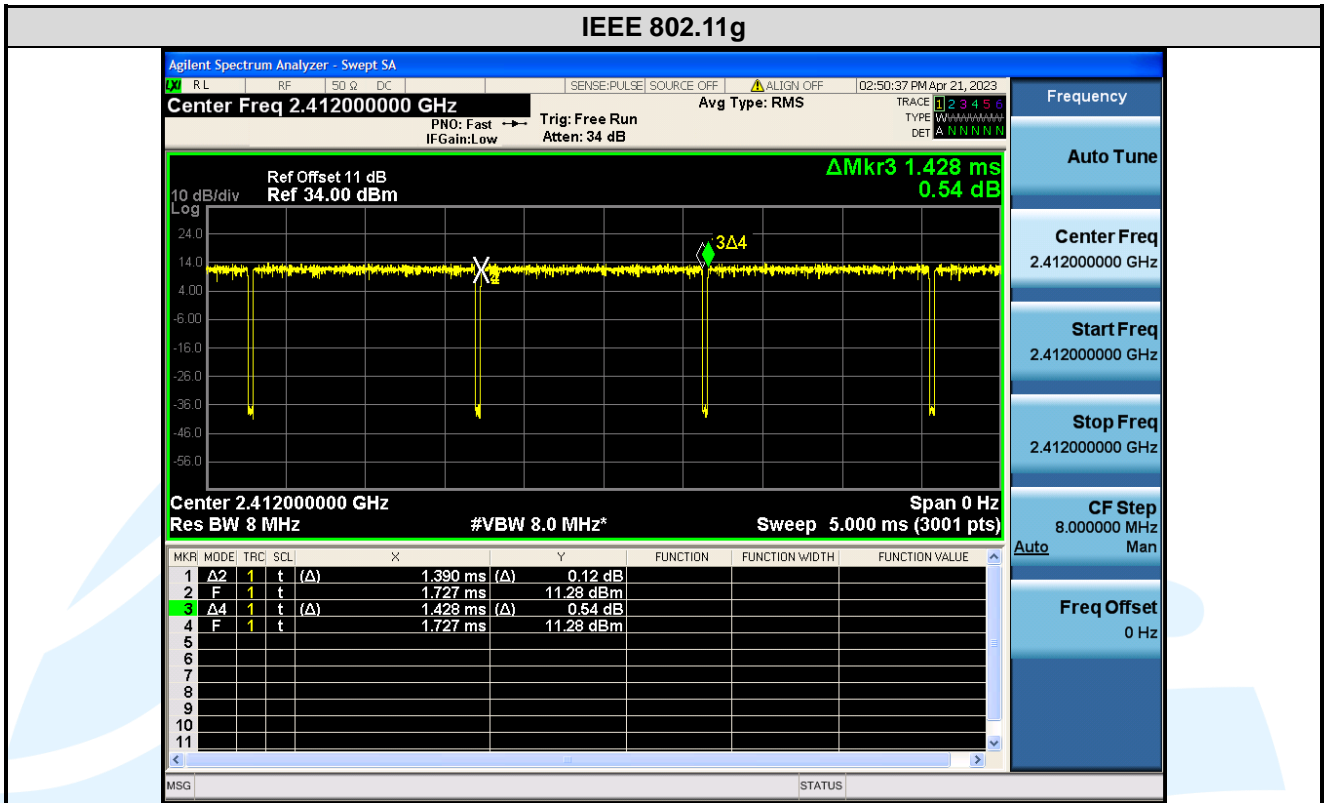 IEEE 802.11g
Agilent Spectrum Analyzer - Swept SA
LXI RL RF 50 Ω DC SENSE:PULSE SOURCE OFF ALIGN OFF 02:50:37 PM Apr 21, 2023
Center Freq 2.412000000 GHz Avg Type: RMS TRACE 1 2 3 4 5 6
PNO: Fast Trig: Free Run TYPE WWWWWW
IFGain:Low Atten: 34 dB DET A N N N N N
ΔMkr3 1.428 ms
0.54 dB
Ref Offset 11 dB
10 dB/div Ref 34.00 dBm
Log
24.0
14.0
4.00
-6.00
-16.0
-26.0
-36.0
-46.0
-56.0
3Δ4
Center 2.412000000 GHz Span 0 Hz
Res BW 8 MHz #VBW 8.0 MHz* Sweep 5.000 ms (3001 pts)
MKR MODE TRC SCL X Y FUNCTION FUNCTION WIDTH FUNCTION VALUE
1 Δ2 1 t (Δ) 1.390 ms (Δ) 0.12 dB
2 F 1 t 1.727 ms 11.28 dBm
3 Δ4 1 t (Δ) 1.428 ms (Δ) 0.54 dB
4 F 1 t 1.727 ms 11.28 dBm
5
6
7
8
9
10
11
MSG STATUS
Frequency
Auto Tune
Center Freq
2.412000000 GHz
Start Freq
2.412000000 GHz
Stop Freq
2.412000000 GHz
CF Step
8.000000 MHz
Auto Man
Freq Offset
0 Hz